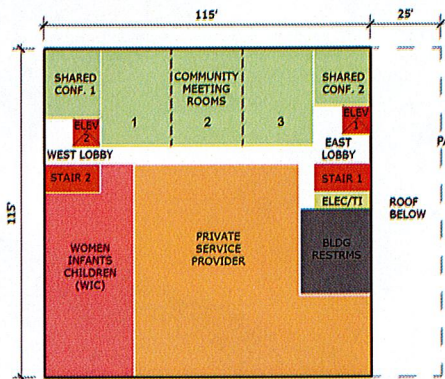 115'
25'
SHARED
CONF. 1
COMMUNITY
MEETING
ROOMS
SHARED
CONF. 2
1
2
3
ELEV
2
ELEV
1
WEST LOBBY
EAST
LOBBY
STAIR 2
STAIR 1
ELEC/TI
115'
WOMEN
INFANTS
CHILDREN
(WIC)
PRIVATE
SERVICE
PROVIDER
BLDG
RESTRMS
ROOF
BELOW